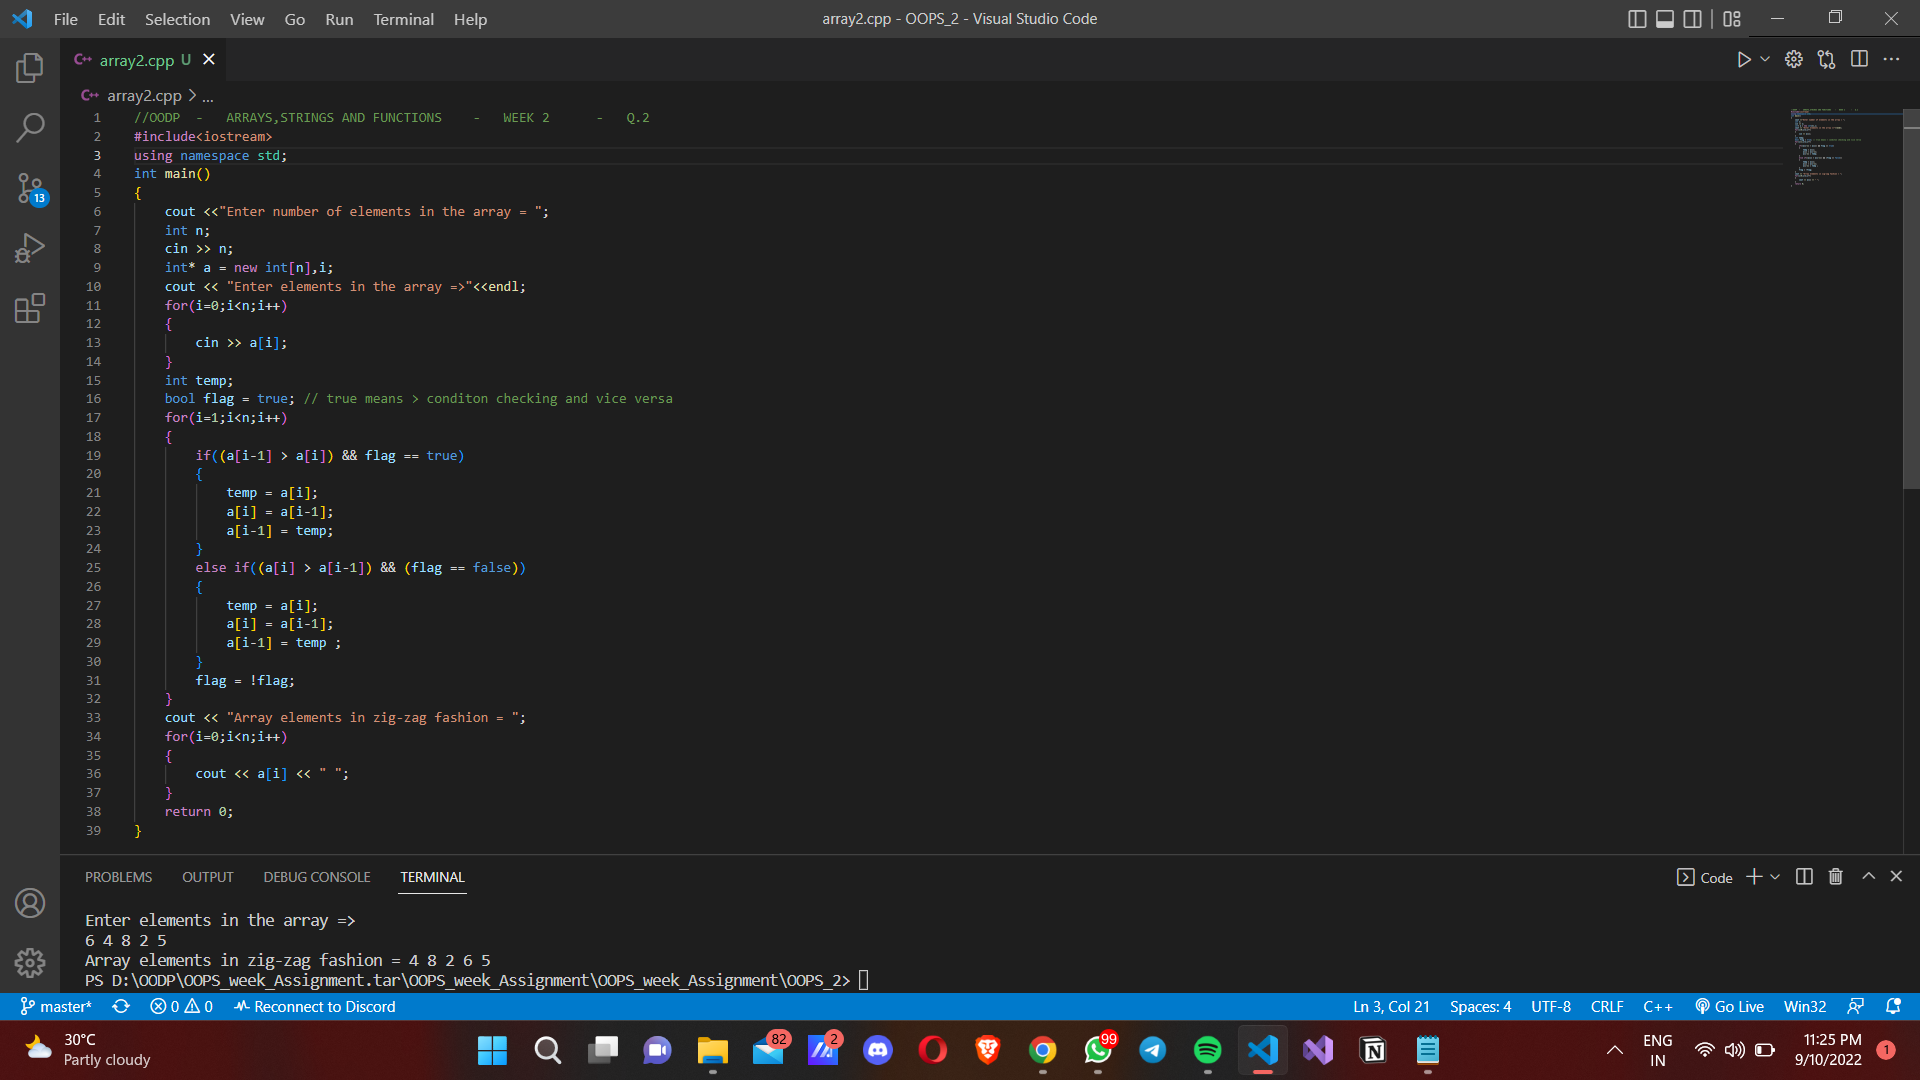 File Edit Selection View Go Run Terminal Help array2.cpp - OOPS_2 - Visual Studio Code
array2.cpp U
array2.cpp > ...
1 //OODP - ARRAYS,STRINGS AND FUNCTIONS - WEEK 2 - Q.2
2 #include<iostream>
3 using namespace std;
4 int main()
5 {
6 cout <<"Enter number of elements in the array = ";
7 int n;
8 cin >> n;
9 int* a = new int[n],i;
10 cout << "Enter elements in the array =>"<<endl;
11 for(i=0;i<n;i++)
12 {
13 cin >> a[i];
14 }
15 int temp;
16 bool flag = true; // true means > conditon checking and vice versa
17 for(i=1;i<n;i++)
18 {
19 if((a[i-1] > a[i]) && flag == true)
20 {
21 temp = a[i];
22 a[i] = a[i-1];
23 a[i-1] = temp;
24 }
25 else if((a[i] > a[i-1]) && (flag == false))
26 {
27 temp = a[i];
28 a[i] = a[i-1];
29 a[i-1] = temp ;
30 }
31 flag = !flag;
32 }
33 cout << "Array elements in zig-zag fashion = ";
34 for(i=0;i<n;i++)
35 {
36 cout << a[i] << " ";
37 }
38 return 0;
39 }
13
PROBLEMS OUTPUT DEBUG CONSOLE TERMINAL Code
Enter elements in the array =>
6 4 8 2 5
Array elements in zig-zag fashion = 4 8 2 6 5
PS D:\OODP\OOPS_week_Assignment.tar\OOPS_week_Assignment\OOPS_week_Assignment\OOPS_2>
master* 0 0 Reconnect to Discord Ln 3, Col 21 Spaces: 4 UTF-8 CRLF C++ Go Live Win32
30°C
Partly cloudy
82 2 99
ENG
IN
11:25 PM
9/10/2022
1